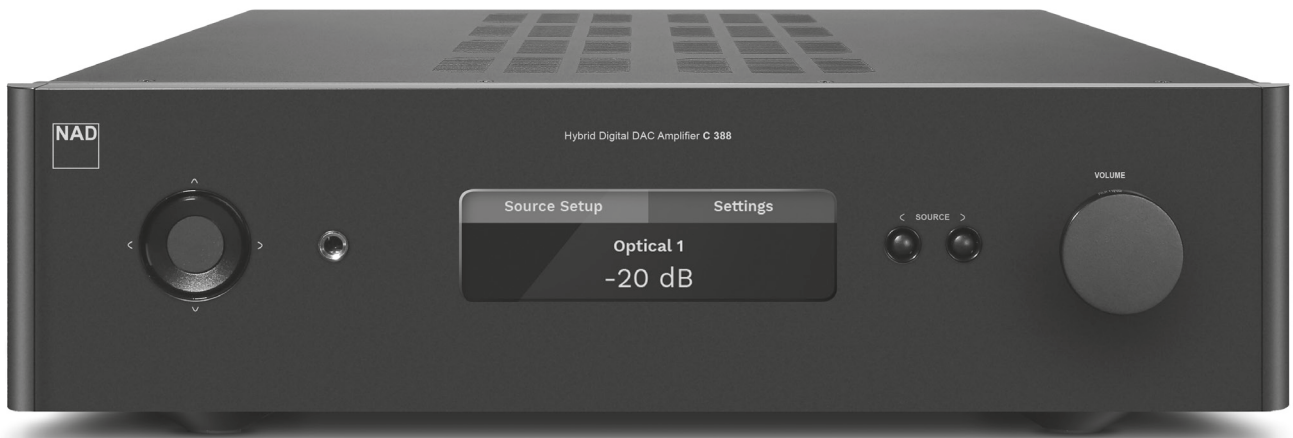 NAD
Hybrid Digital DAC Amplifier C 388
VOLUME
Source Setup
Settings
< SOURCE >
Optical 1
-20 dB